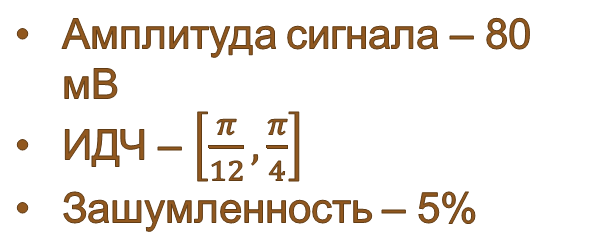 • Амплитуда сигнала – 80
мВ
• ИДЧ – [π/12, π/4]
• Зашумленность – 5%